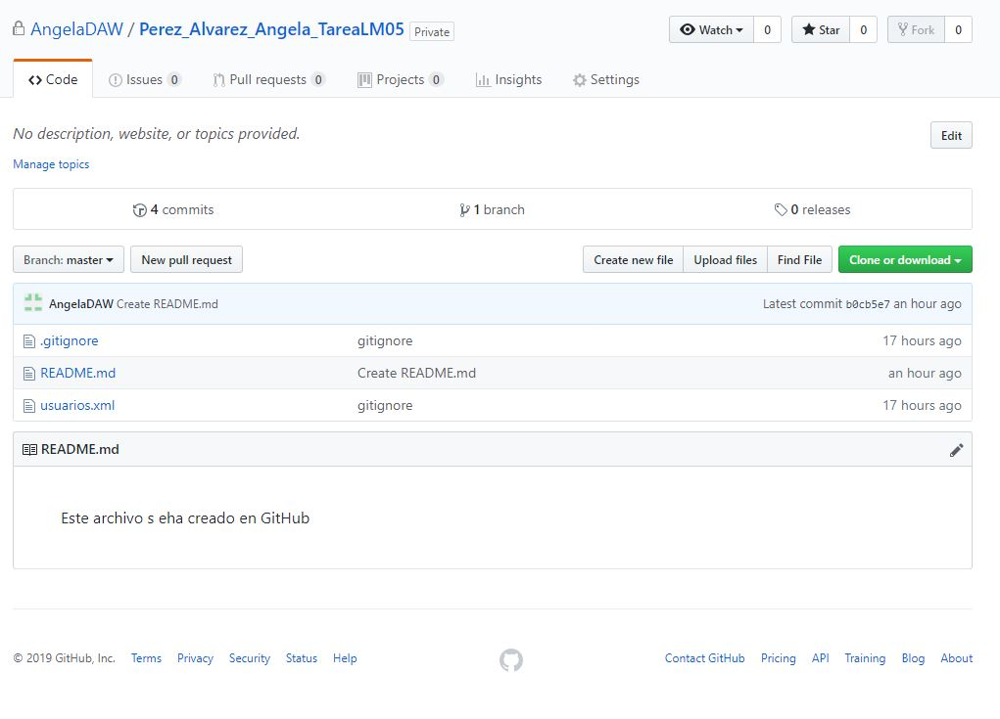 AngelaDAW / Perez_Alvarez_Angela_TareaLM05 Private Watch 0 Star 0 Fork 0
Code Issues 0 Pull requests 0 Projects 0 Insights Settings
No description, website, or topics provided. Edit
Manage topics
4 commits 1 branch 0 releases
Branch: master New pull request Create new file Upload files Find File Clone or download
AngelaDAW Create README.md Latest commit b0cb5e7 an hour ago
.gitignore gitignore 17 hours ago
README.md Create README.md an hour ago
usuarios.xml gitignore 17 hours ago
README.md
Este archivo s eha creado en GitHub
© 2019 GitHub, Inc. Terms Privacy Security Status Help Contact GitHub Pricing API Training Blog About